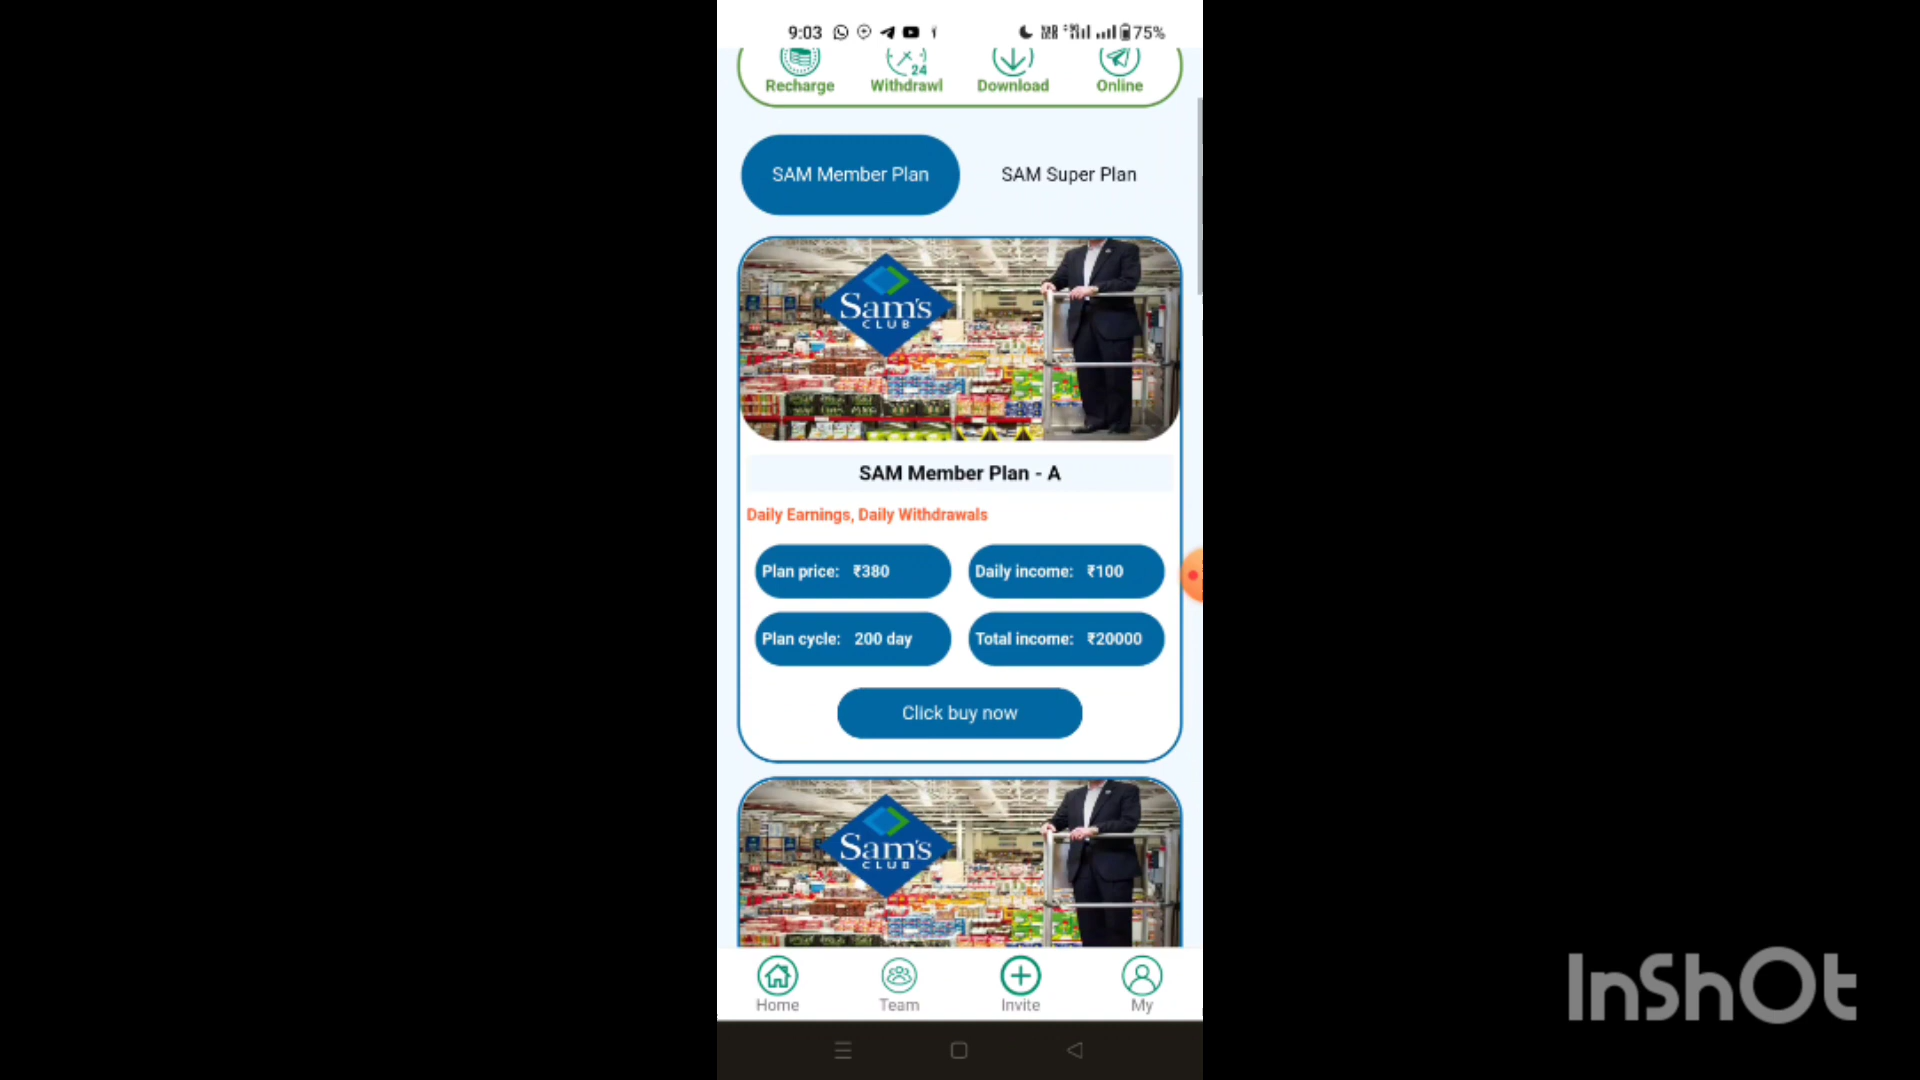 9:03
75%
24
Recharge Withdrawl Download Online
SAM Member Plan SAM Super Plan
Sam's
CLUB
SAM Member Plan - A
Daily Earnings, Daily Withdrawals
Plan price: ₹380 Daily income: ₹100
Plan cycle: 200 day Total income: ₹20000
Click buy now
Sam's
CLUB
Home Team Invite My
InShOt